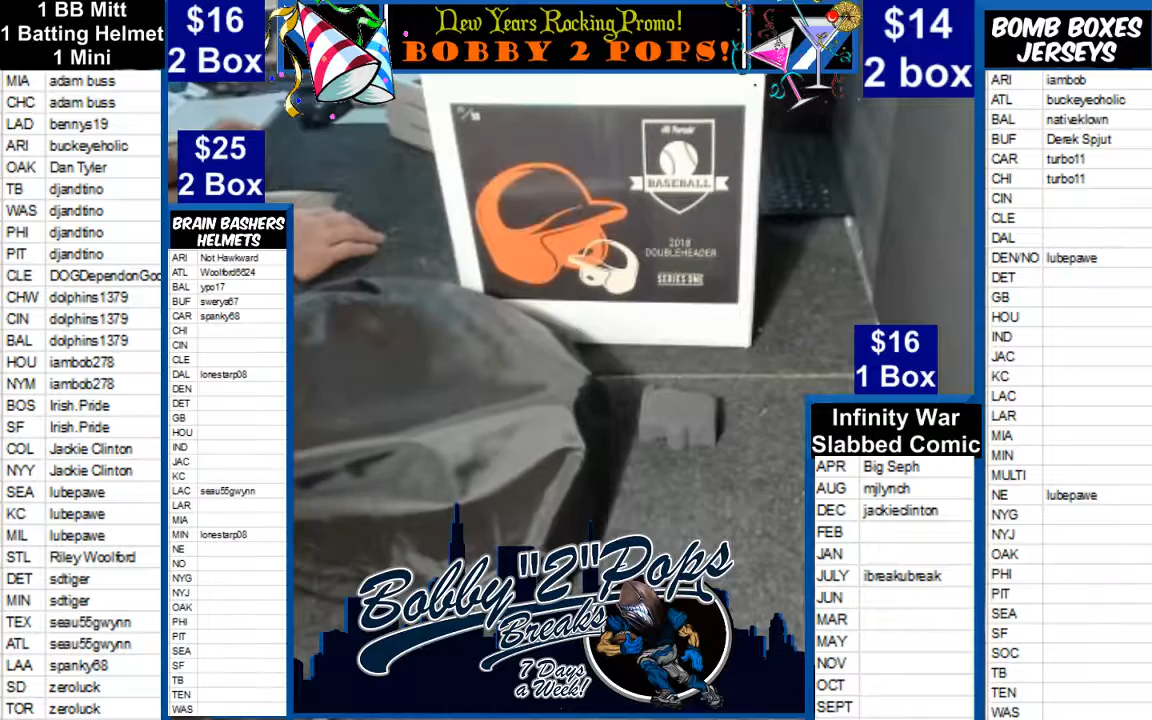 1 BB Mitt
1 Batting Helmet
1 Mini
MIA adam buss
CHC adam buss
LAD bennys19
ARI buckeyeholic
OAK Dan Tyler
TB djandtino
WAS djandtino
PHI djandtino
PIT djandtino
CLE DOGDependonGoo
CHW dolphins1379
CIN dolphins1379
BAL dolphins1379
HOU iambob278
NYM iambob278
BOS Irish.Pride
SF Irish.Pride
COL Jackie Clinton
NYY Jackie Clinton
SEA lubepawe
KC lubepawe
MIL lubepawe
STL Riley Woolford
DET sdtiger
MIN sdtiger
TEX seau55gwynn
ATL seau55gwynn
LAA spanky68
SD zeroluck
TOR zeroluck
$16
2 Box
$25
2 Box
BRAIN BASHERS
HELMETS
ARI Not Hawkward
ATL Woolford6624
BAL ypo17
BUF swerya67
CAR spanky68
CHI
CIN
CLE
DAL lonestarp08
DEN
DET
GB
HOU
IND
JAC
KC
LAC seau55gwynn
LAR
MIA
MIN lonestarp08
NE
NO
NYG
NYJ
OAK
PHI
PIT
SEA
SF
TB
TEN
WAS
New Years Rocking Promo!
BOBBY 2 POPS!
BASEBALL
2018
DOUBLEHEADER
SERIES ONE
Bobby "2" Pops
Breaks
7 Days
a Week!
$14
2 box
$16
1 Box
Infinity War
Slabbed Comic
APR Big Seph
AUG mjlynch
DEC jackieclinton
FEB
JAN
JULY ibreakubreak
JUN
MAR
MAY
NOV
OCT
SEPT
BOMB BOXES
JERSEYS
ARI iambob
ATL buckeyeoholic
BAL nativeklown
BUF Derek Spjut
CAR turbo11
CHI turbo11
CIN
CLE
DAL
DEN/NO lubepawe
DET
GB
HOU
IND
JAC
KC
LAC
LAR
MIA
MIN
MULTI
NE lubepawe
NYG
NYJ
OAK
PHI
PIT
SEA
SF
SOC
TB
TEN
WAS